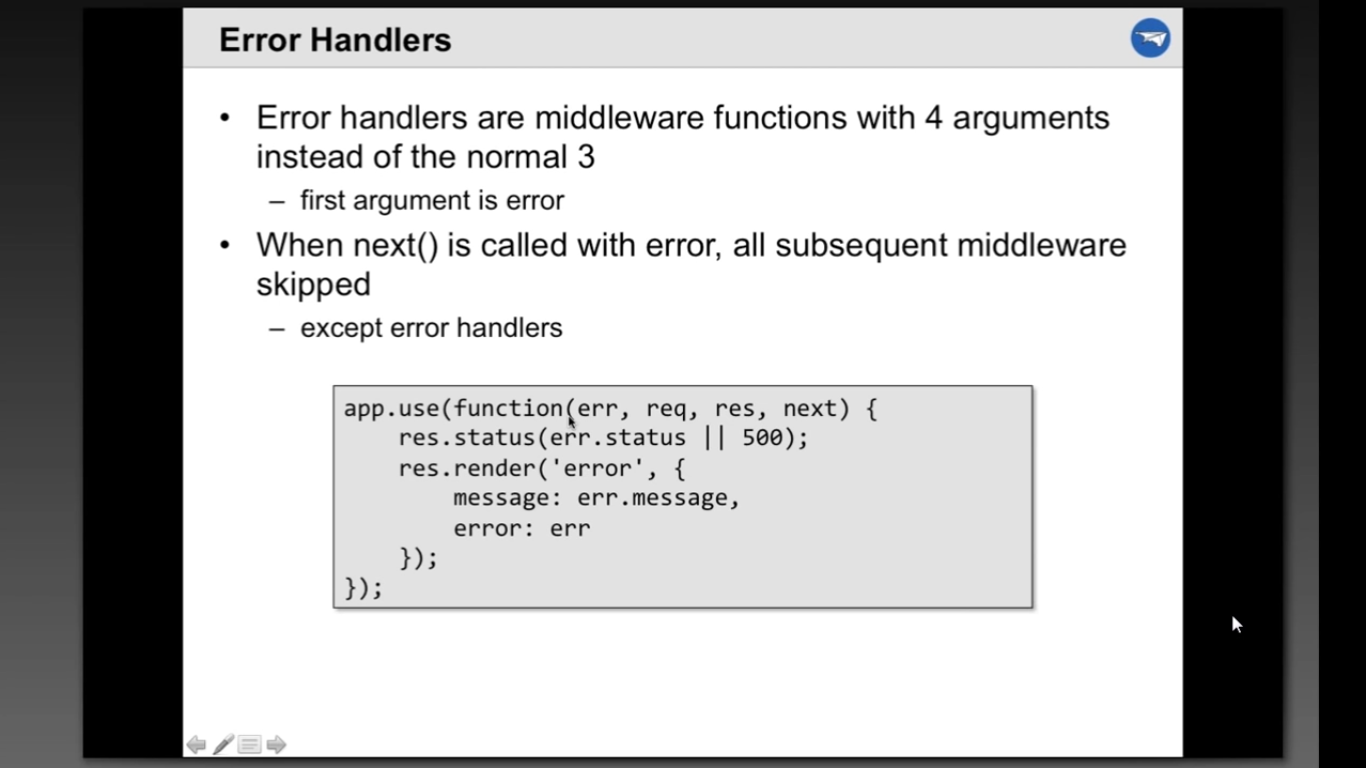 Error Handlers
• Error handlers are middleware functions with 4 arguments
instead of the normal 3
– first argument is error
• When next() is called with error, all subsequent middleware
skipped
– except error handlers
app.use(function(err, req, res, next) {
    res.status(err.status || 500);
    res.render('error', {
        message: err.message,
        error: err
    });
});